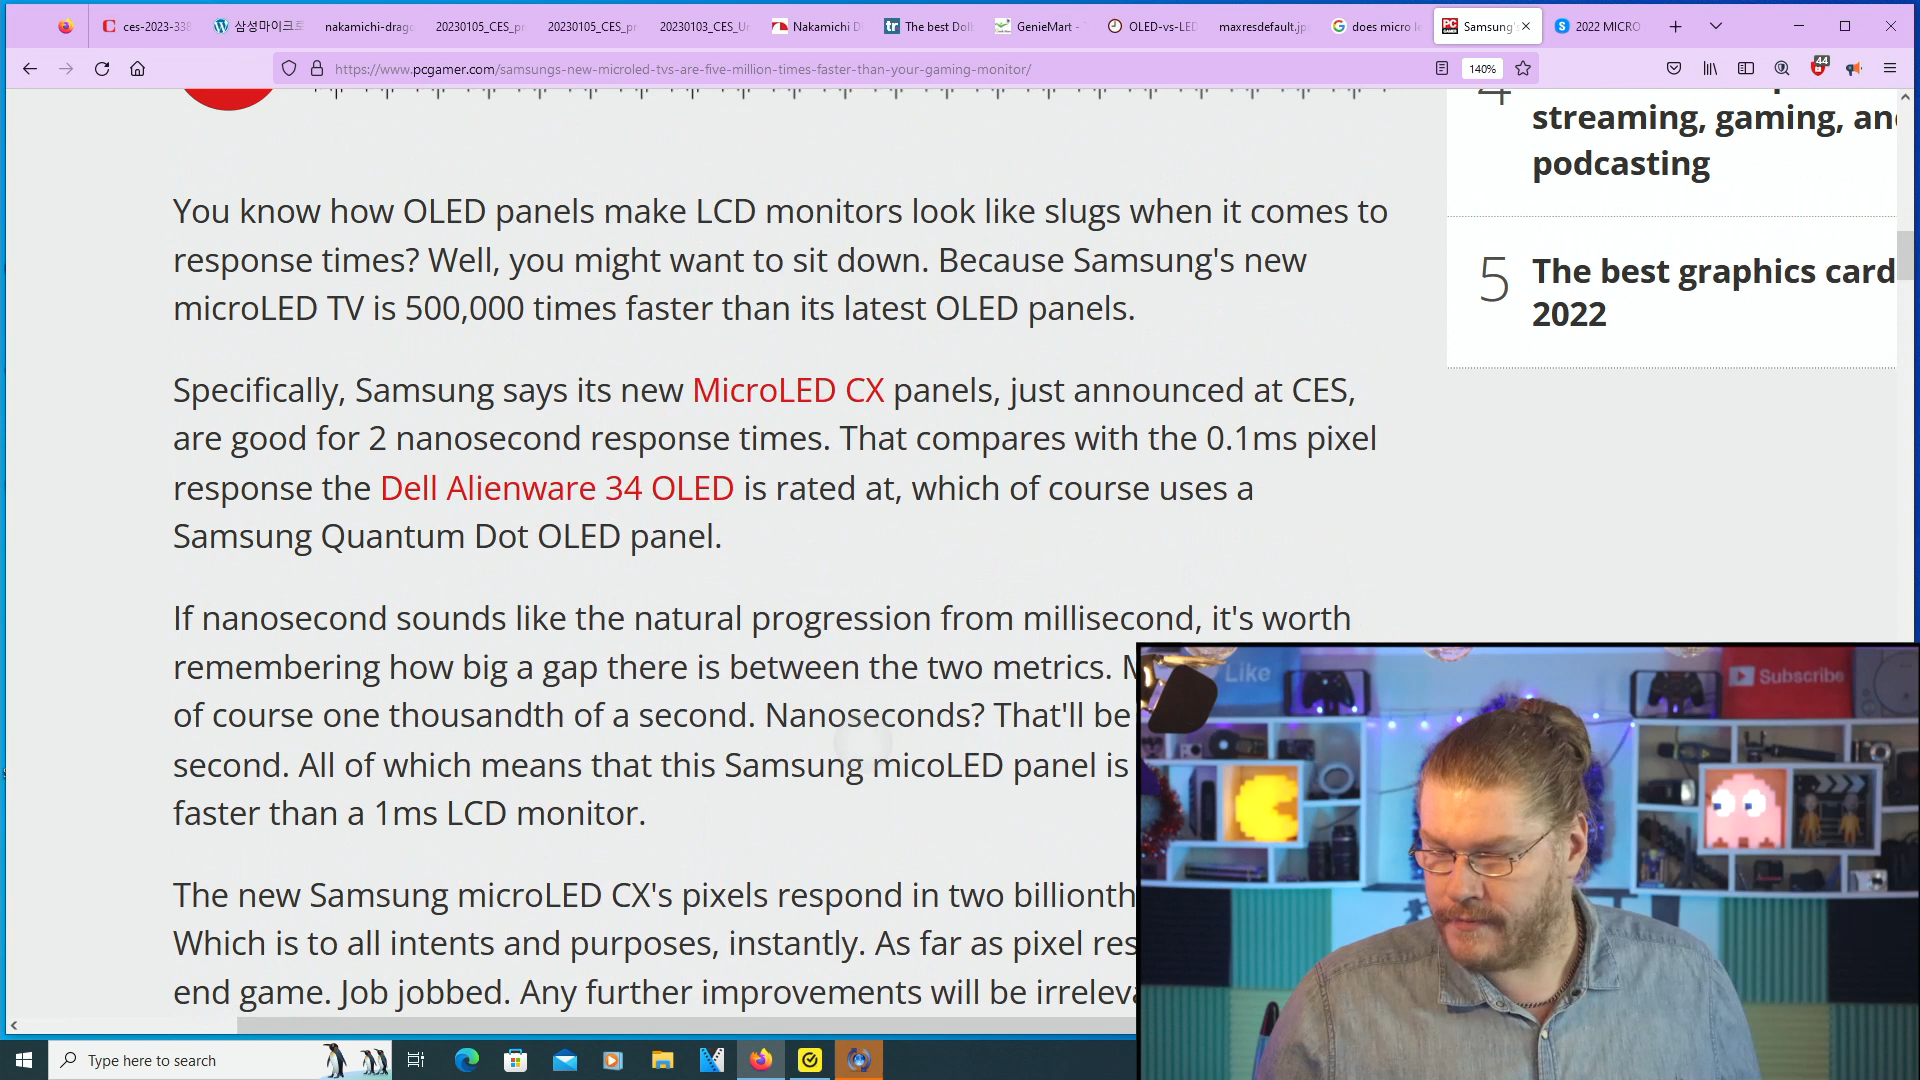 ces-2023-338
삼성마이크로
nakamichi-drago
20230105_CES_pr
20230105_CES_pr
20230103_CES_Un
Nakamichi D
The best Dolb
GenieMart -
OLED-vs-LED
maxresdefault.jpg
does micro le
Samsung's
2022 MICRO
https://www.pcgamer.com/samsungs-new-microled-tvs-are-five-million-times-faster-than-your-gaming-monitor/
140%
44
4
streaming, gaming, and
podcasting
5 The best graphics card
2022
You know how OLED panels make LCD monitors look like slugs when it comes to
response times? Well, you might want to sit down. Because Samsung's new
microLED TV is 500,000 times faster than its latest OLED panels.
Specifically, Samsung says its new MicroLED CX panels, just announced at CES,
are good for 2 nanosecond response times. That compares with the 0.1ms pixel
response the Dell Alienware 34 OLED is rated at, which of course uses a
Samsung Quantum Dot OLED panel.
If nanosecond sounds like the natural progression from millisecond, it's worth
remembering how big a gap there is between the two metrics.
of course one thousandth of a second. Nanoseconds? That'll be
second. All of which means that this Samsung micoLED panel is
faster than a 1ms LCD monitor.
The new Samsung microLED CX's pixels respond in two billionth
Which is to all intents and purposes, instantly. As far as pixel res
end game. Job jobbed. Any further improvements will be irreleva
Like
Subscribe
Type here to search